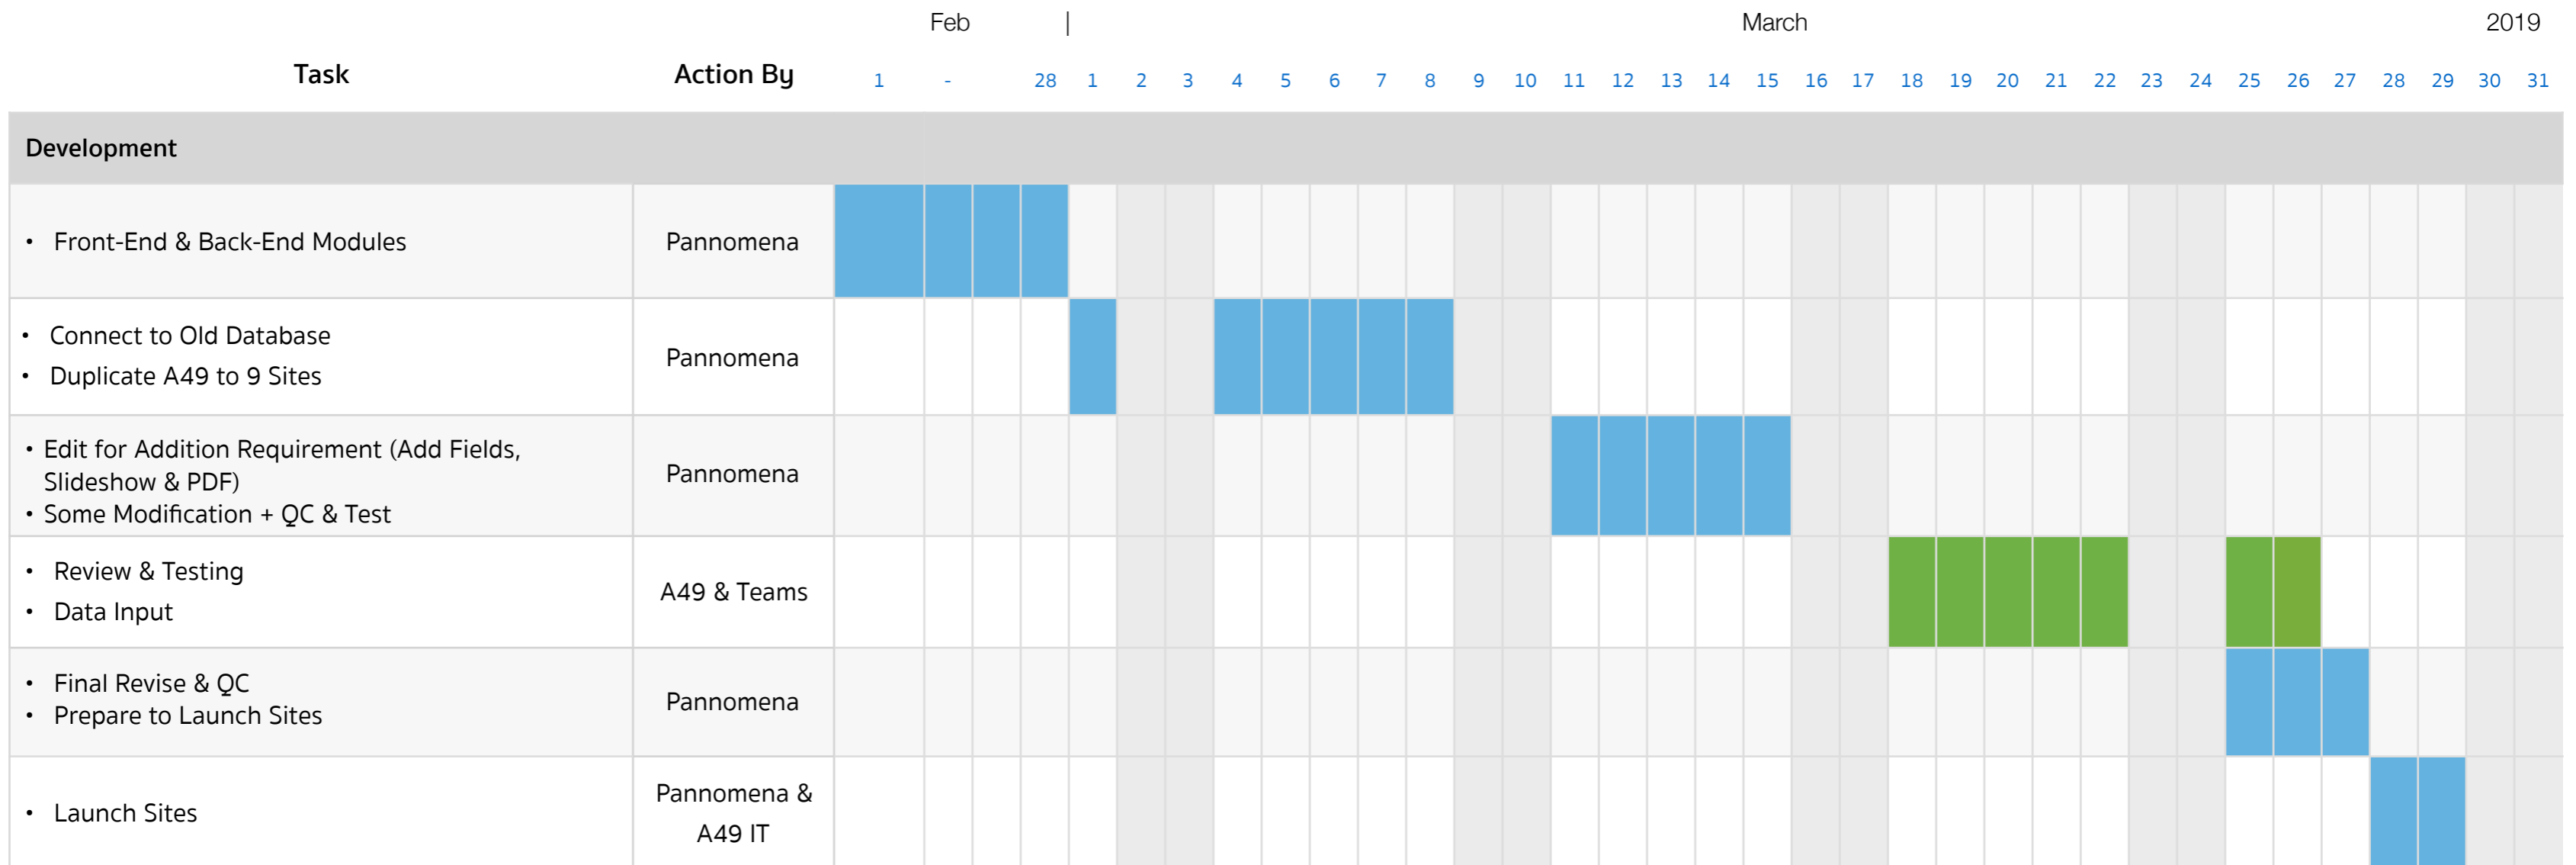 Feb | March 2019
Task Action By 1 - 28 1 2 3 4 5 6 7 8 9 10 11 12 13 14 15 16 17 18 19 20 21 22 23 24 25 26 27 28 29 30 31
Development
• Front-End & Back-End Modules Pannomena
• Connect to Old Database
• Duplicate A49 to 9 Sites
Pannomena
• Edit for Addition Requirement (Add Fields,
Slideshow & PDF)
• Some Modification + QC & Test
Pannomena
• Review & Testing
• Data Input
A49 & Teams
• Final Revise & QC
• Prepare to Launch Sites
Pannomena
• Launch Sites
Pannomena &
A49 IT